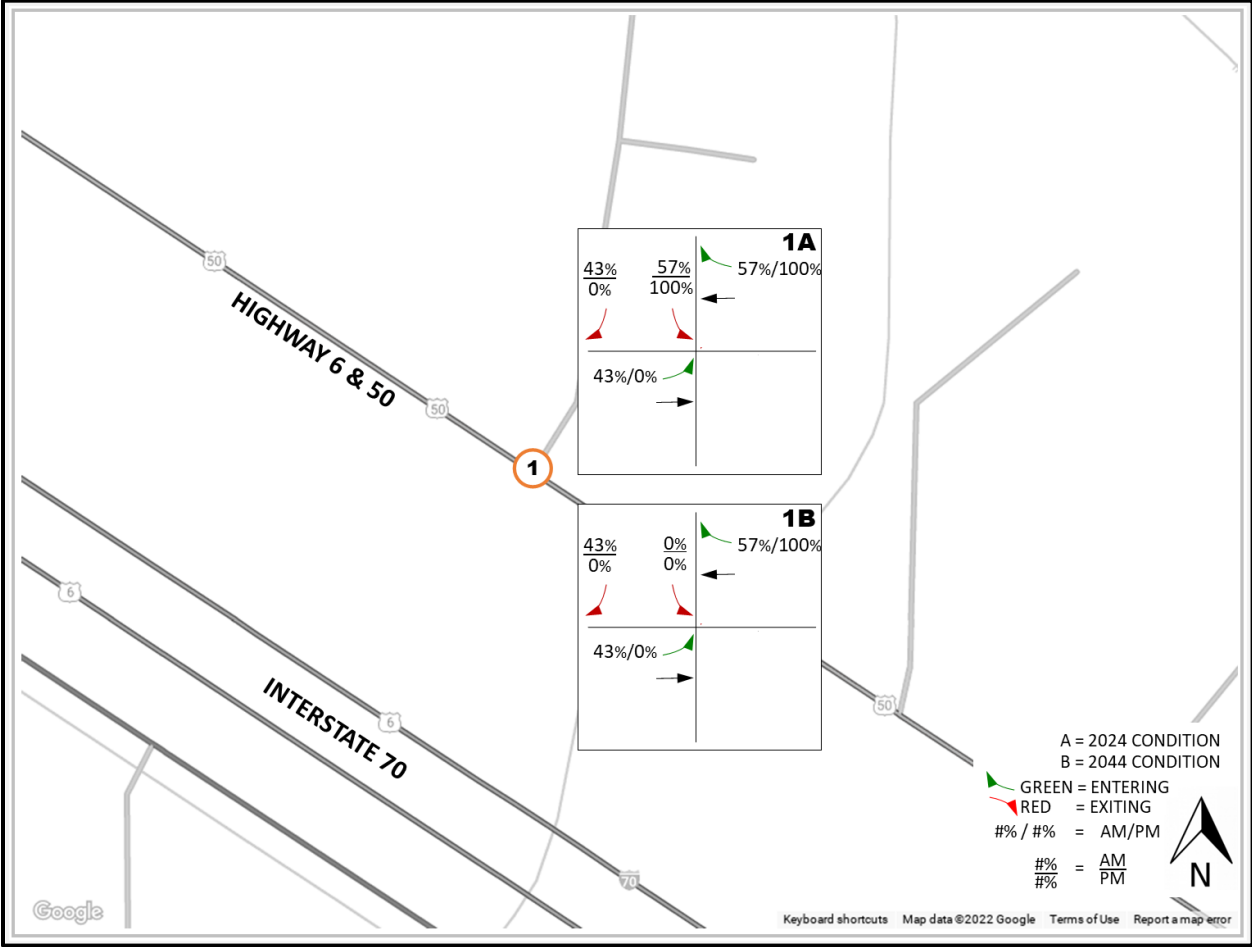 50
HIGHWAY 6 & 50
50
1
1A
43%
0%
57%
100%
57%/100%
43%/0%
1B
43%
0%
0%
0%
57%/100%
43%/0%
6
INTERSTATE 70
6
50
70
A = 2024 CONDITION
B = 2044 CONDITION
GREEN = ENTERING
RED = EXITING
#% / #% = AM/PM
#%
#%
=
AM
PM
N
Google
Keyboard shortcuts Map data ©2022 Google Terms of Use Report a map error